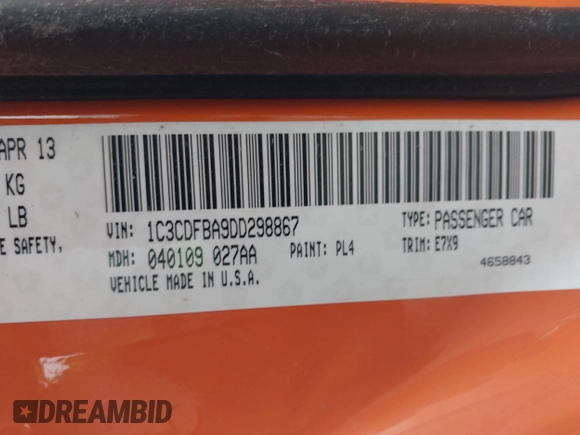 APR 13
KG
LB
E SAFETY,
VIN: 1C3CDFBA9DD298867
TYPE: PASSENGER CAR
MDH: 040109 027AA
PAINT: PL4
TRIM: E7X9
VEHICLE MADE IN U.S.A.
4658843
DREAMBID